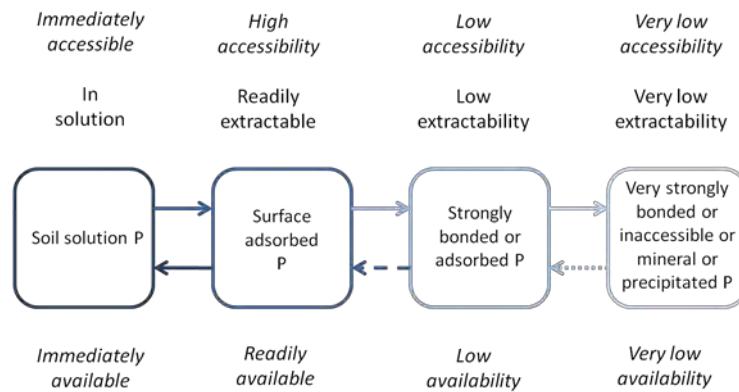 Immediately
accessible
High
accessibility
Low
accessibility
Very low
accessibility
In
solution
Readily
extractable
Low
extractability
Very low
extractability
Soil solution P
Surface
adsorbed
P
Strongly
bonded or
adsorbed P
Very strongly
bonded or
inaccessible or
mineral or
precipitated P
Immediately
available
Readily
available
Low
availability
Very low
availability